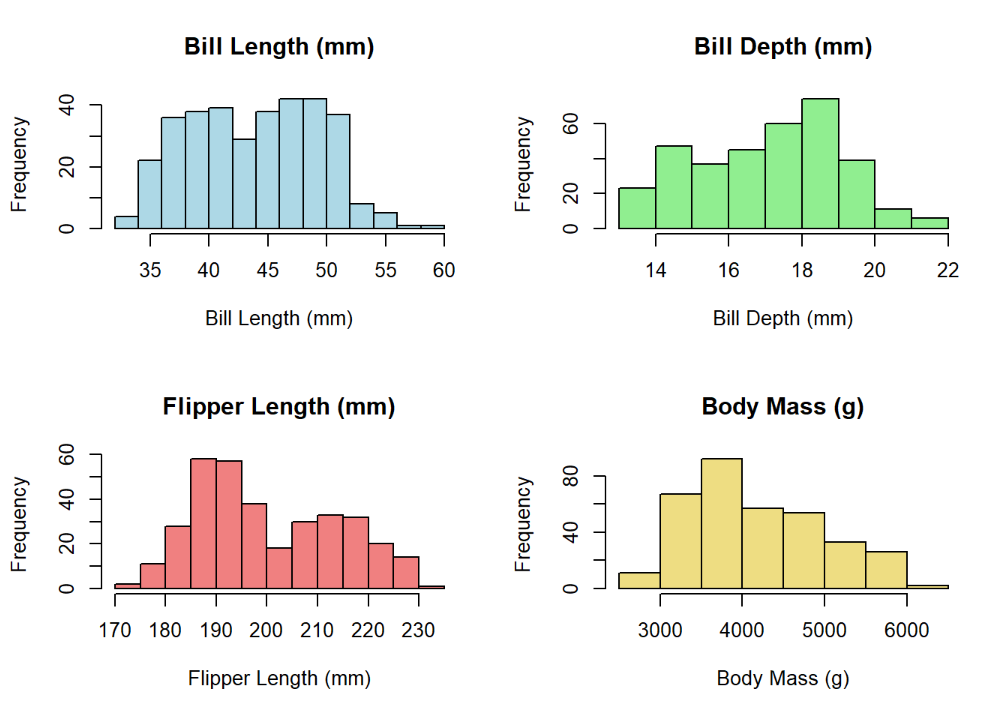 Bill Length (mm)
Frequency
0 20 40
35 40 45 50 55 60
Bill Length (mm)
Bill Depth (mm)
Frequency
0 20 60
14 16 18 20 22
Bill Depth (mm)
Flipper Length (mm)
Frequency
0 20 40 60
170 180 190 200 210 220 230
Flipper Length (mm)
Body Mass (g)
Frequency
0 40 80
3000 4000 5000 6000
Body Mass (g)